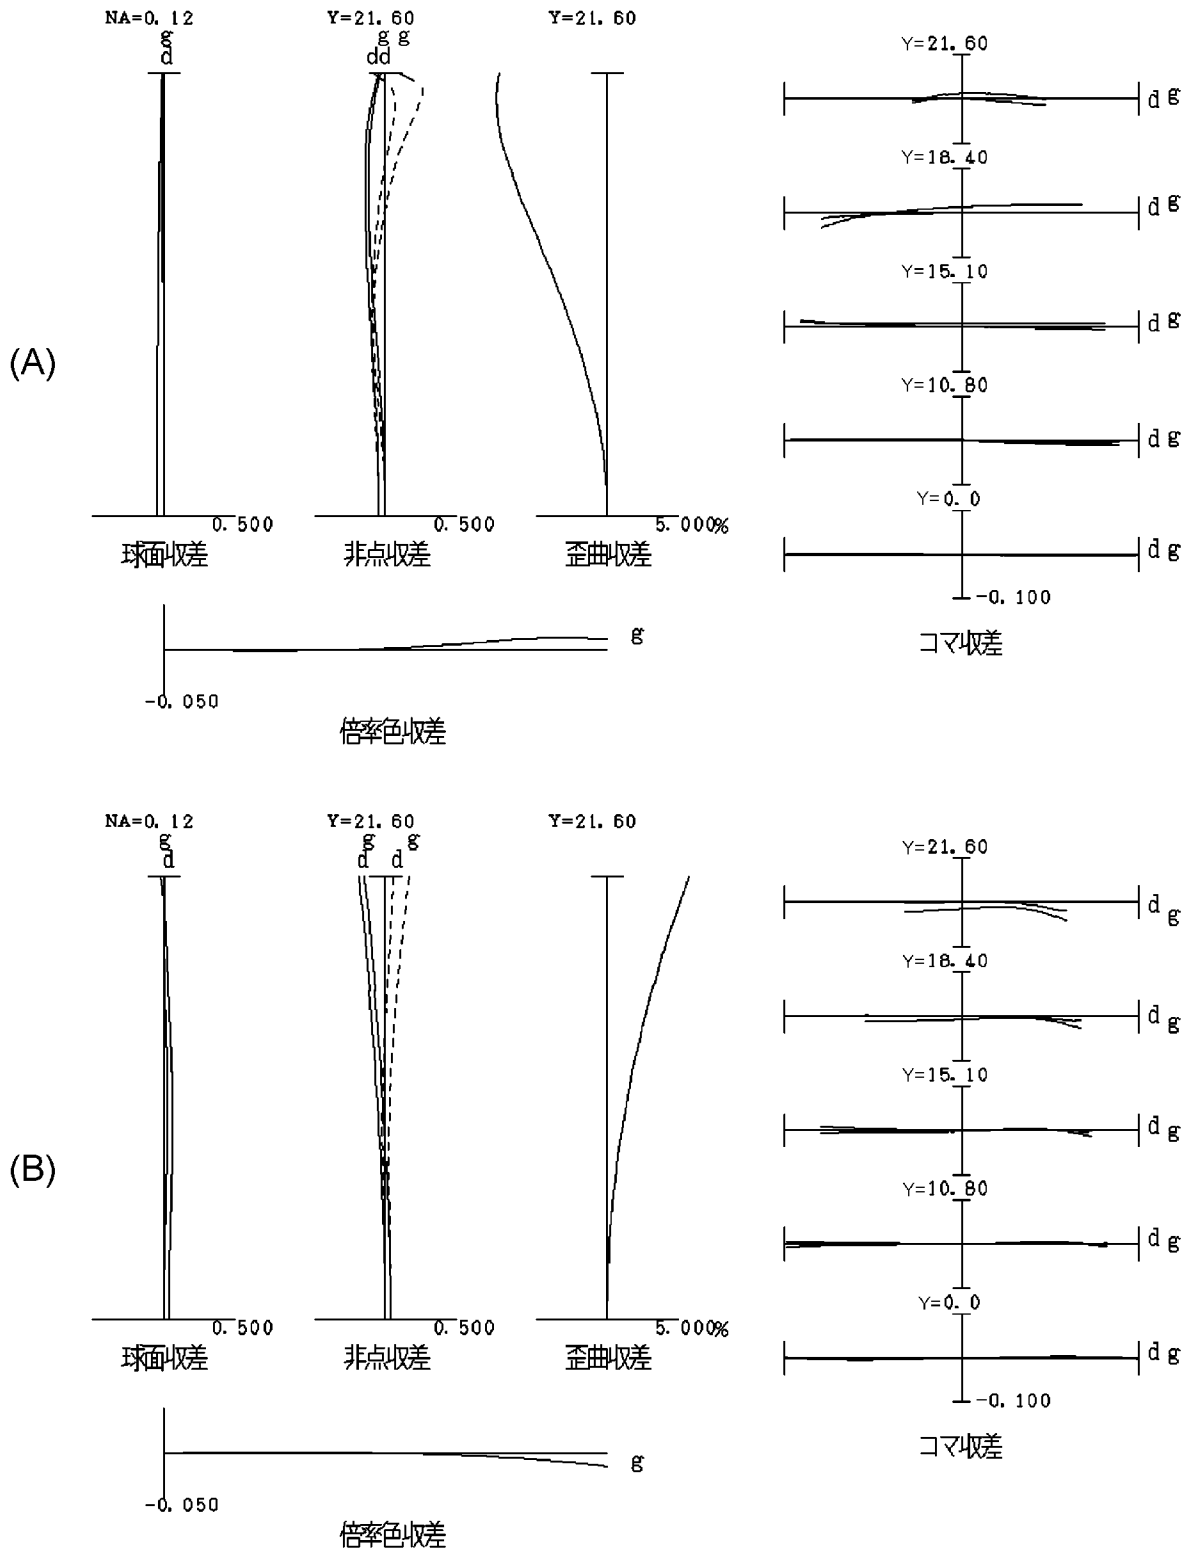 (A)
NA=0.12
g
d
0.500
球面収差
Y=21.60
g g
dd
0.500
非点収差
Y=21.60
5.000%
歪曲収差
g
-0.050
倍率色収差
Y=21.60
d g
Y=18.40
d g
Y=15.10
d g
Y=10.80
d g
Y=0.0
d g
-0.100
コマ収差
(B)
NA=0.12
g
d
0.500
球面収差
Y=21.60
g g
d d
0.500
非点収差
Y=21.60
5.000%
歪曲収差
g
-0.050
倍率色収差
Y=21.60
d g
Y=18.40
d g
Y=15.10
d g
Y=10.80
d g
Y=0.0
d g
-0.100
コマ収差